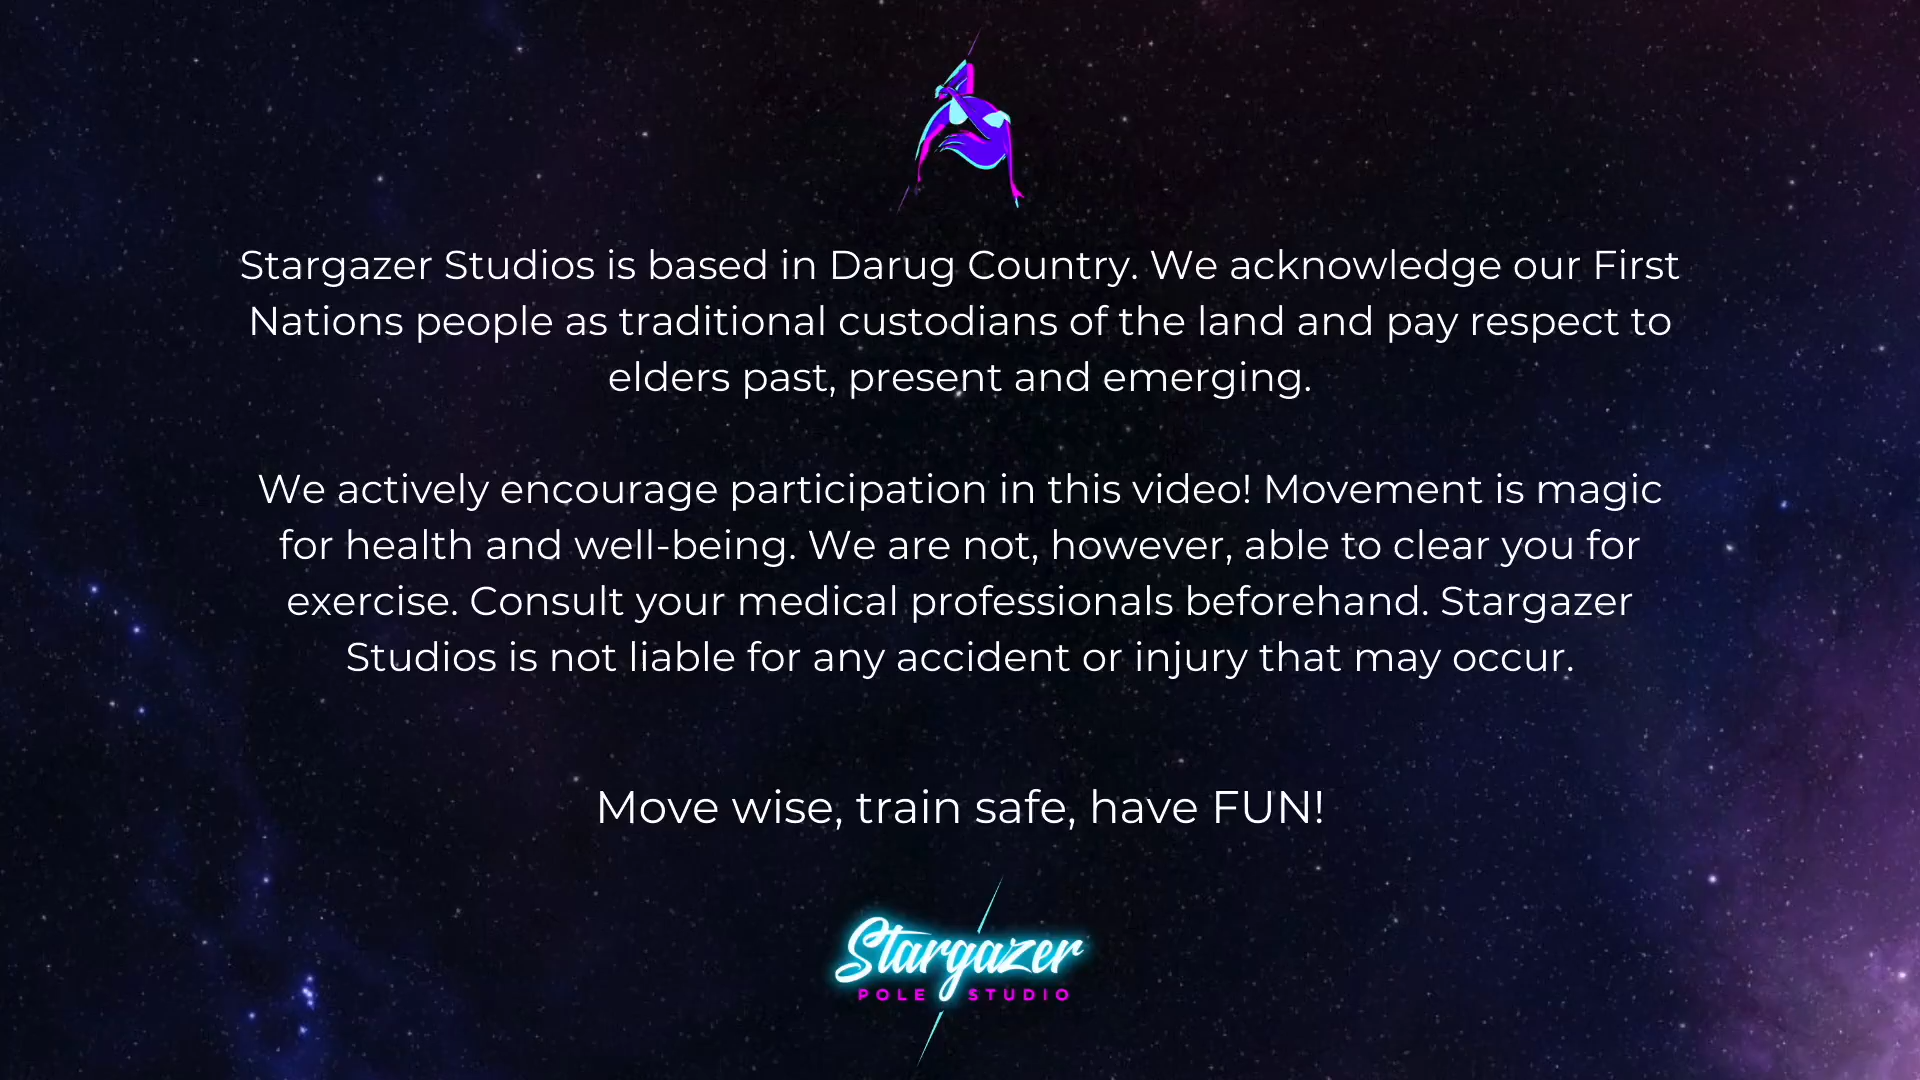 Stargazer Studios is based in Darug Country. We acknowledge our First
Nations people as traditional custodians of the land and pay respect to
elders past, present and emerging.
We actively encourage participation in this video! Movement is magic
for health and well-being. We are not, however, able to clear you for
exercise. Consult your medical professionals beforehand. Stargazer
Studios is not liable for any accident or injury that may occur.
Move wise, train safe, have FUN!
Stargazer
POLE STUDIO